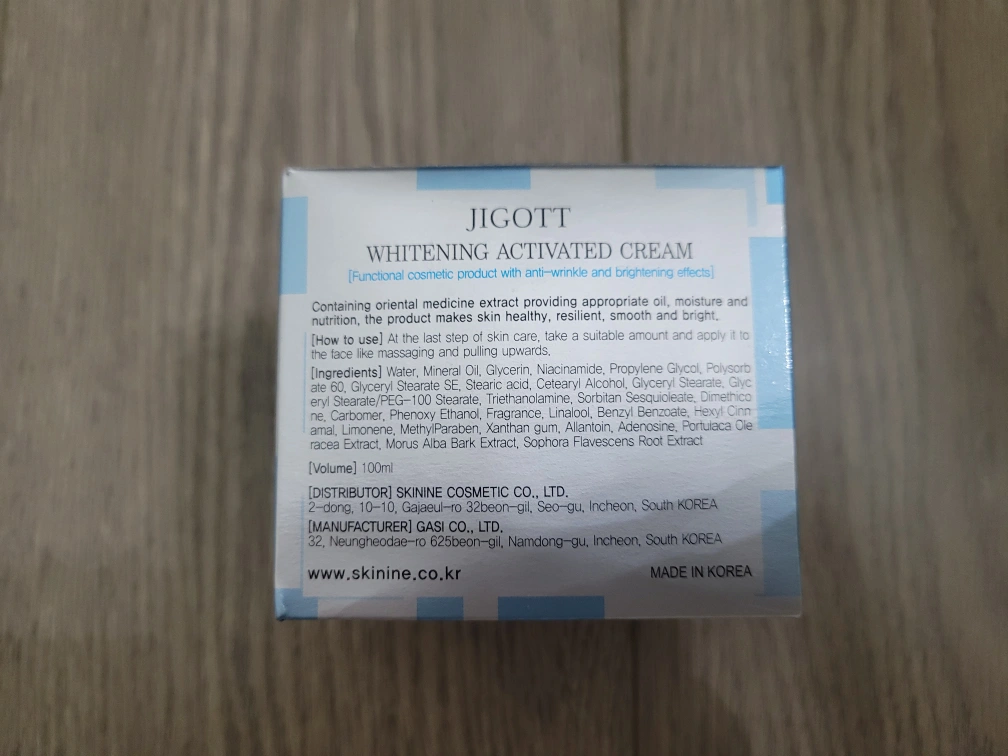 JIGOTT
WHITENING ACTIVATED CREAM
[Functional cosmetic product with anti-wrinkle and brightening effects]
Containing oriental medicine extract providing appropriate oil, moisture and
nutrition, the product makes skin healthy, resilient, smooth and bright.
[How to use] At the last step of skin care, take a suitable amount and apply it to
the face like massaging and pulling upwards.
[Ingredients] Water, Mineral Oil, Glycerin, Niacinamide, Propylene Glycol, Polysorb
ate 60, Glyceryl Stearate SE, Stearic acid, Cetearyl Alcohol, Glyceryl Stearate, Glyc
eryl Stearate/PEG-100 Stearate, Triethanolamine, Sorbitan Sesquioleate, Dimethico
ne, Carbomer, Phenoxy Ethanol, Fragrance, Linalool, Benzyl Benzoate, Hexyl Cinn
amal, Limonene, MethylParaben, Xanthan gum, Allantoin, Adenosine, Portulaca Ole
racea Extract, Morus Alba Bark Extract, Sophora Flavescens Root Extract
[Volume] 100ml
[DISTRIBUTOR] SKININE COSMETIC CO., LTD.
2-dong, 10-10, Gajaeul-ro 32beon-gil, Seo-gu, Incheon, South KOREA
[MANUFACTURER] GASI CO., LTD.
32, Neungheodae-ro 625beon-gil, Namdong-gu, Incheon, South KOREA
www.skinine.co.kr MADE IN KOREA